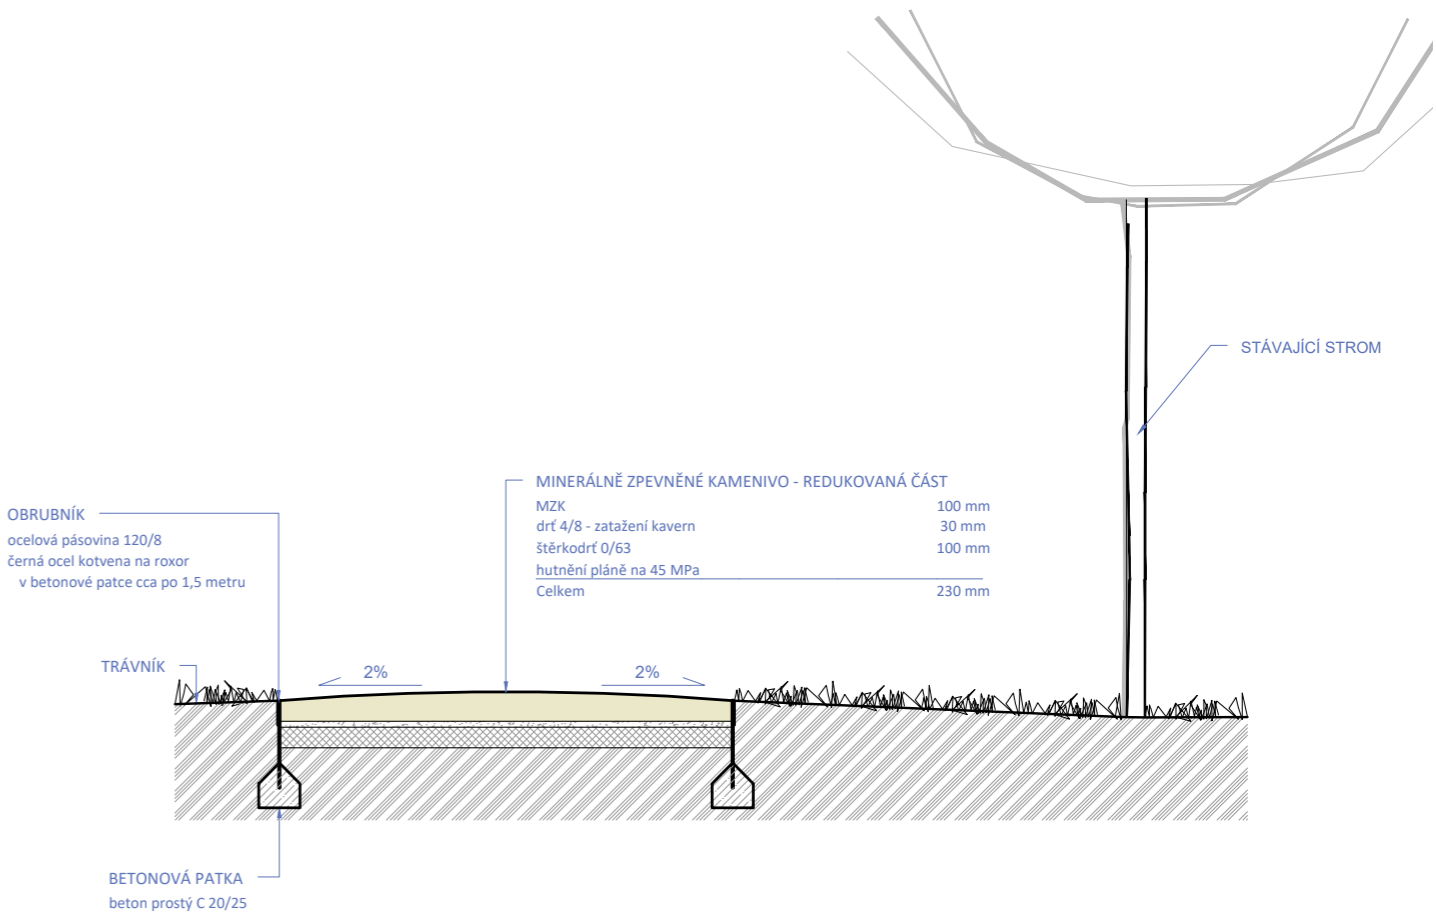 STÁVAJÍCÍ STROM
MINERÁLNĚ ZPEVNĚNÉ KAMENIVO - REDUKOVANÁ ČÁST
MZK 100 mm
drť 4/8 - zatažení kavern 30 mm
štěrkodrť 0/63 100 mm
hutnění pláně na 45 MPa
Celkem 230 mm
OBRUBNÍK
ocelová pásovina 120/8
černá ocel kotvena na roxor
v betonové patce cca po 1,5 metru
TRÁVNÍK
2% 2%
BETONOVÁ PATKA
beton prostý C 20/25